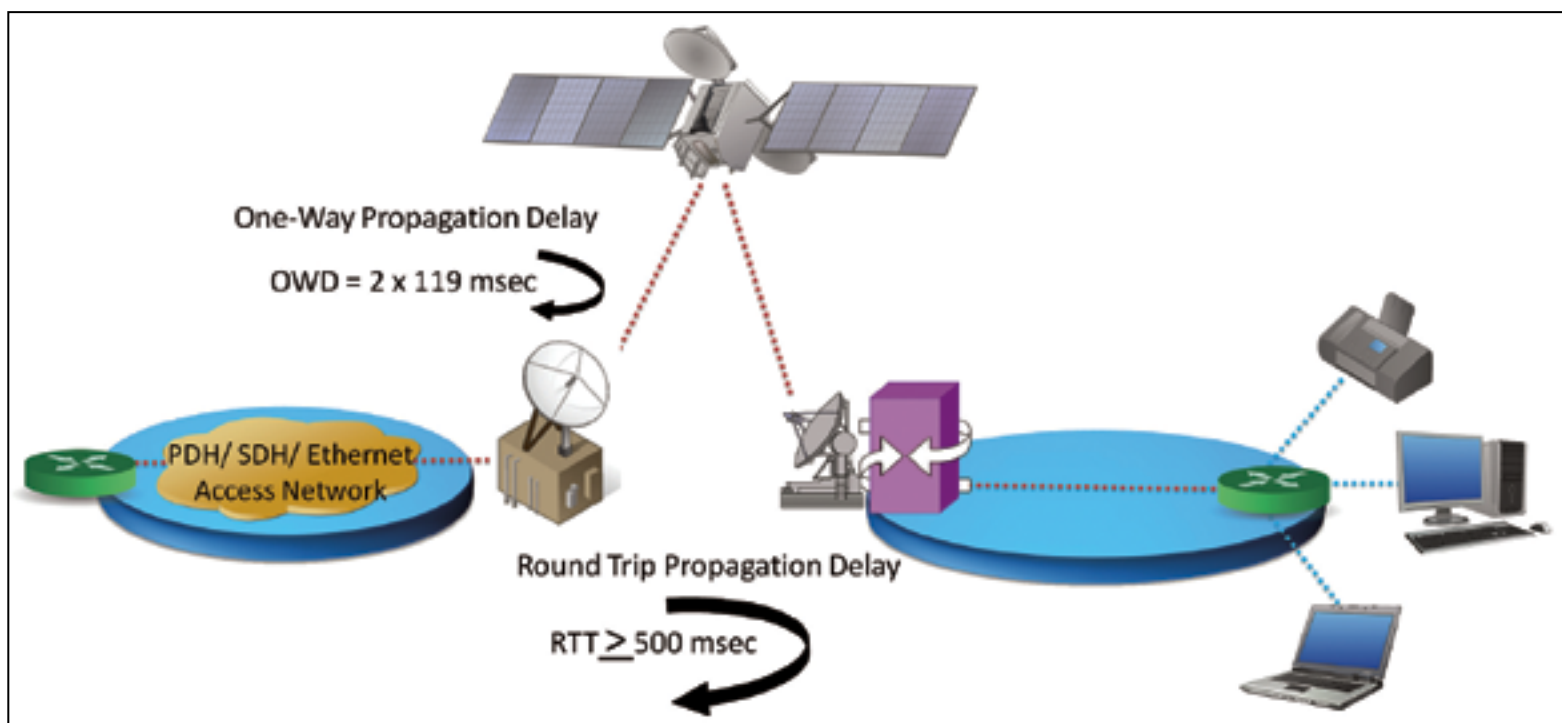 One-Way Propagation Delay
OWD = 2 x 119 msec
PDH/ SDH/ Ethernet
Access Network
Round Trip Propagation Delay
RTT ≥ 500 msec